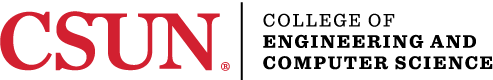 CSUN®
COLLEGE OF
ENGINEERING AND
COMPUTER SCIENCE